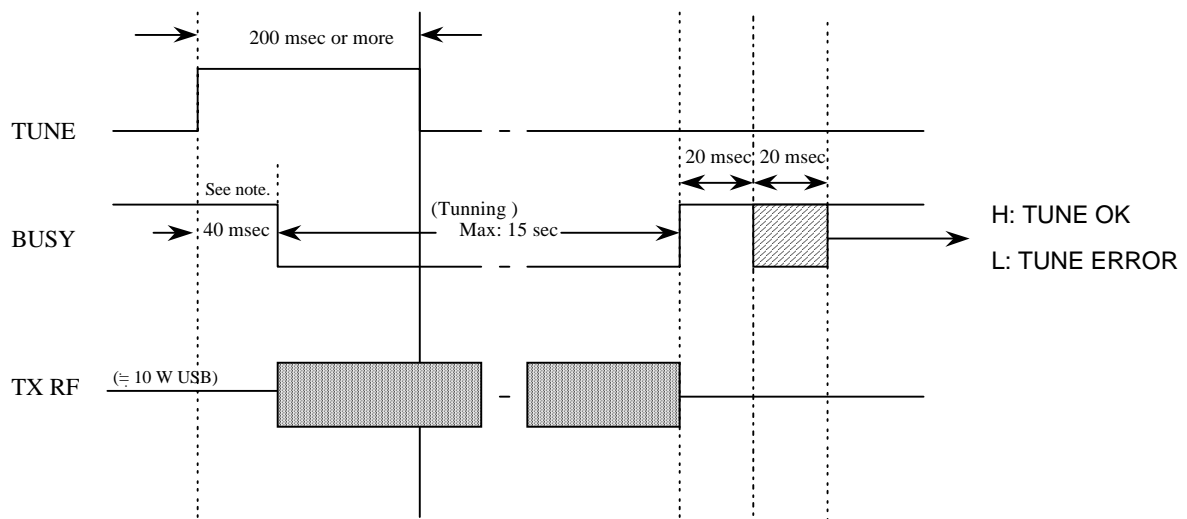 200 msec or more
TUNE
20 msec 20 msec
See note.
(Tunning )
BUSY
40 msec
Max: 15 sec
H: TUNE OK
L: TUNE ERROR
TX RF
(≒ 10 W USB)